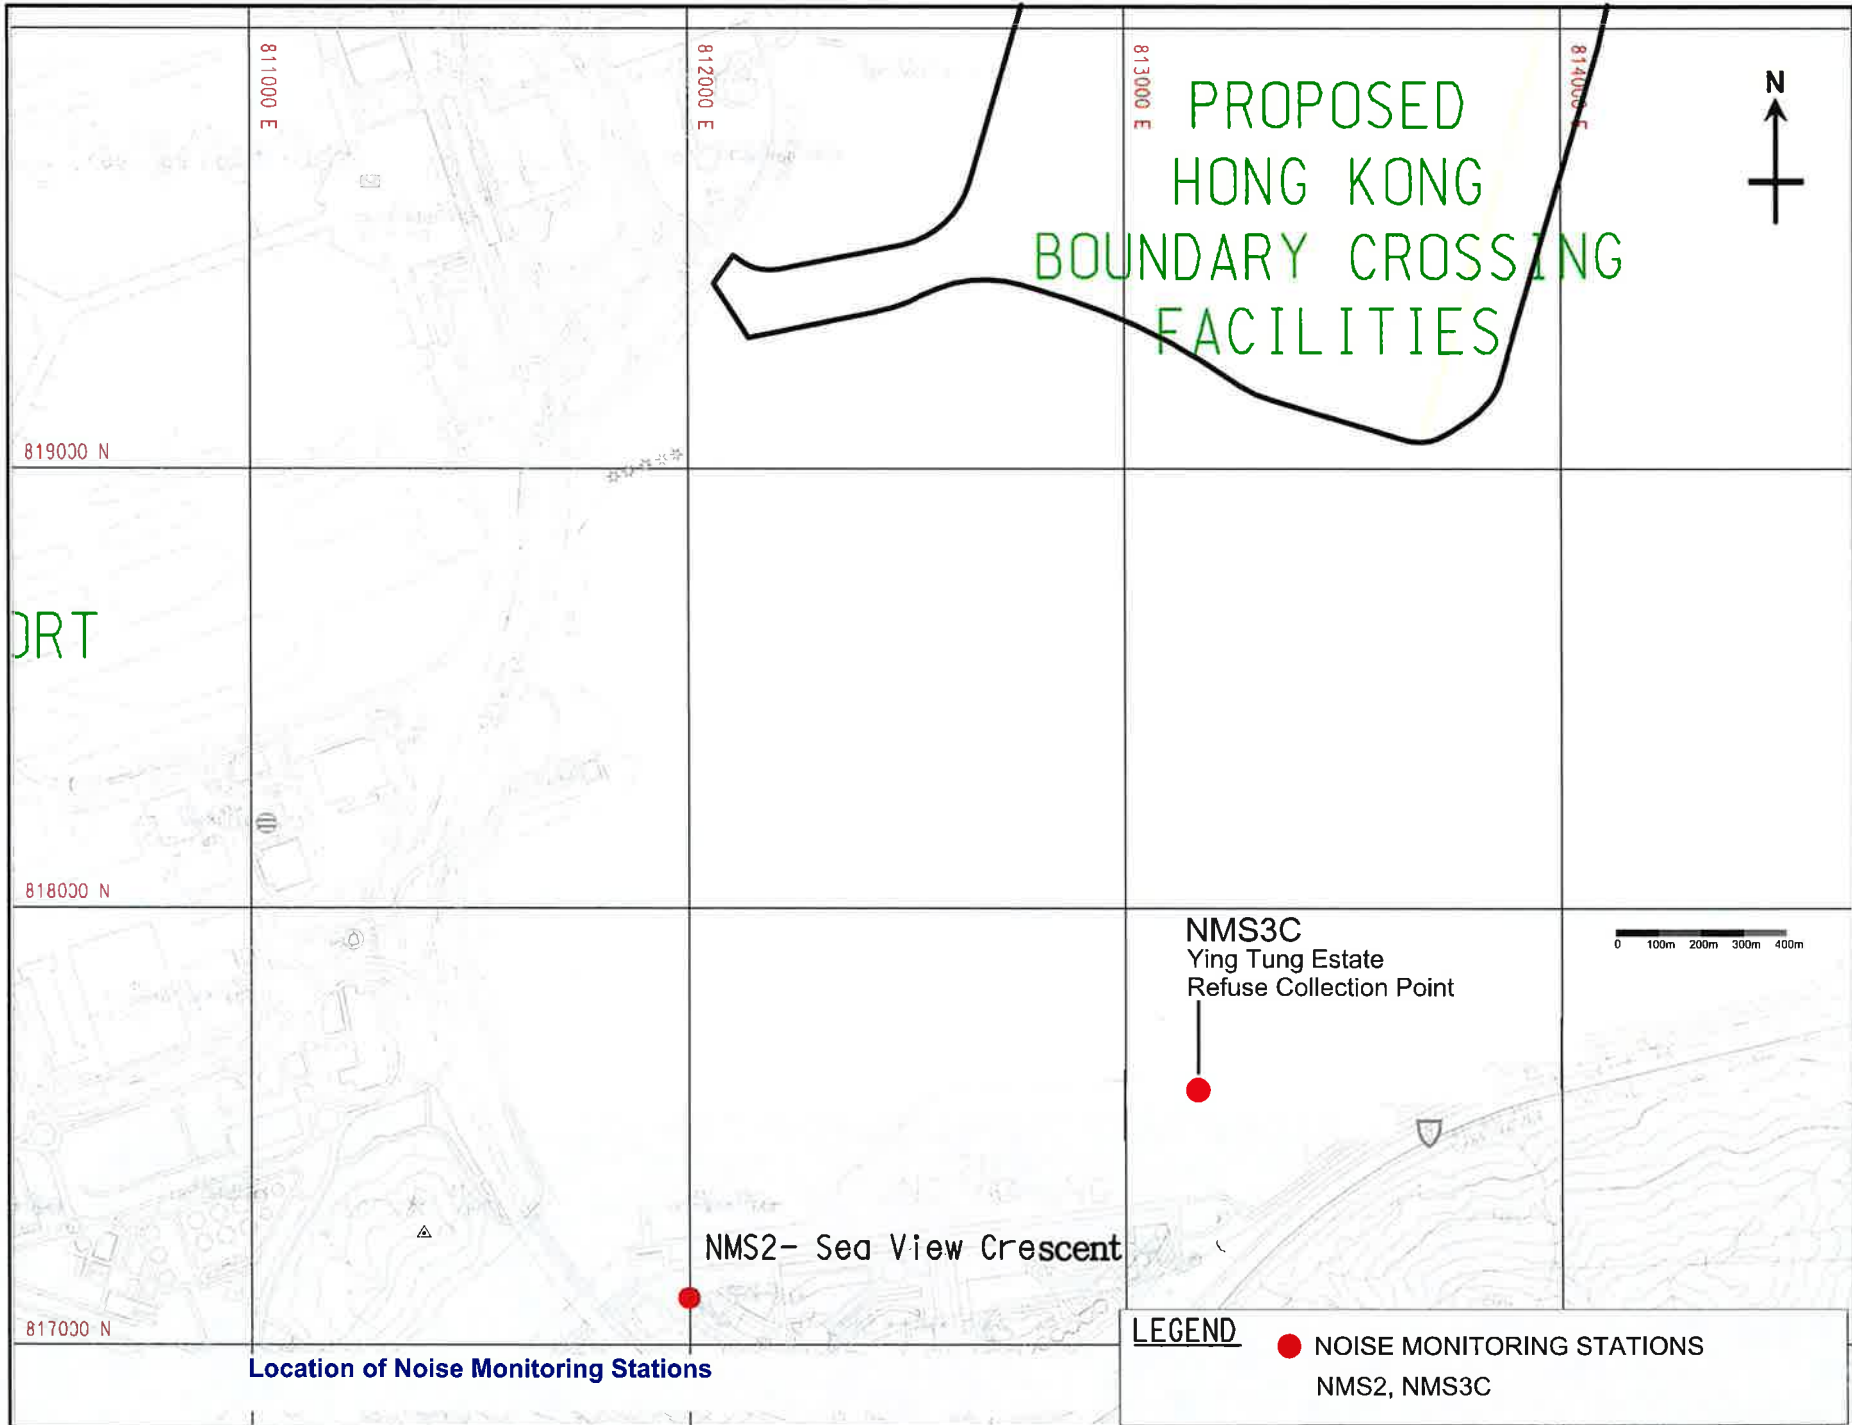 811000 E
812000 E
813000 E
814000 E
N
PROPOSED
HONG KONG
BOUNDARY CROSSING
FACILITIES
819000 N
ORT
818000 N
NMS3C
Ying Tung Estate
Refuse Collection Point
0 100m 200m 300m 400m
NMS2- Sea View Crescent
817000 N
Location of Noise Monitoring Stations
LEGEND
NOISE MONITORING STATIONS
NMS2, NMS3C